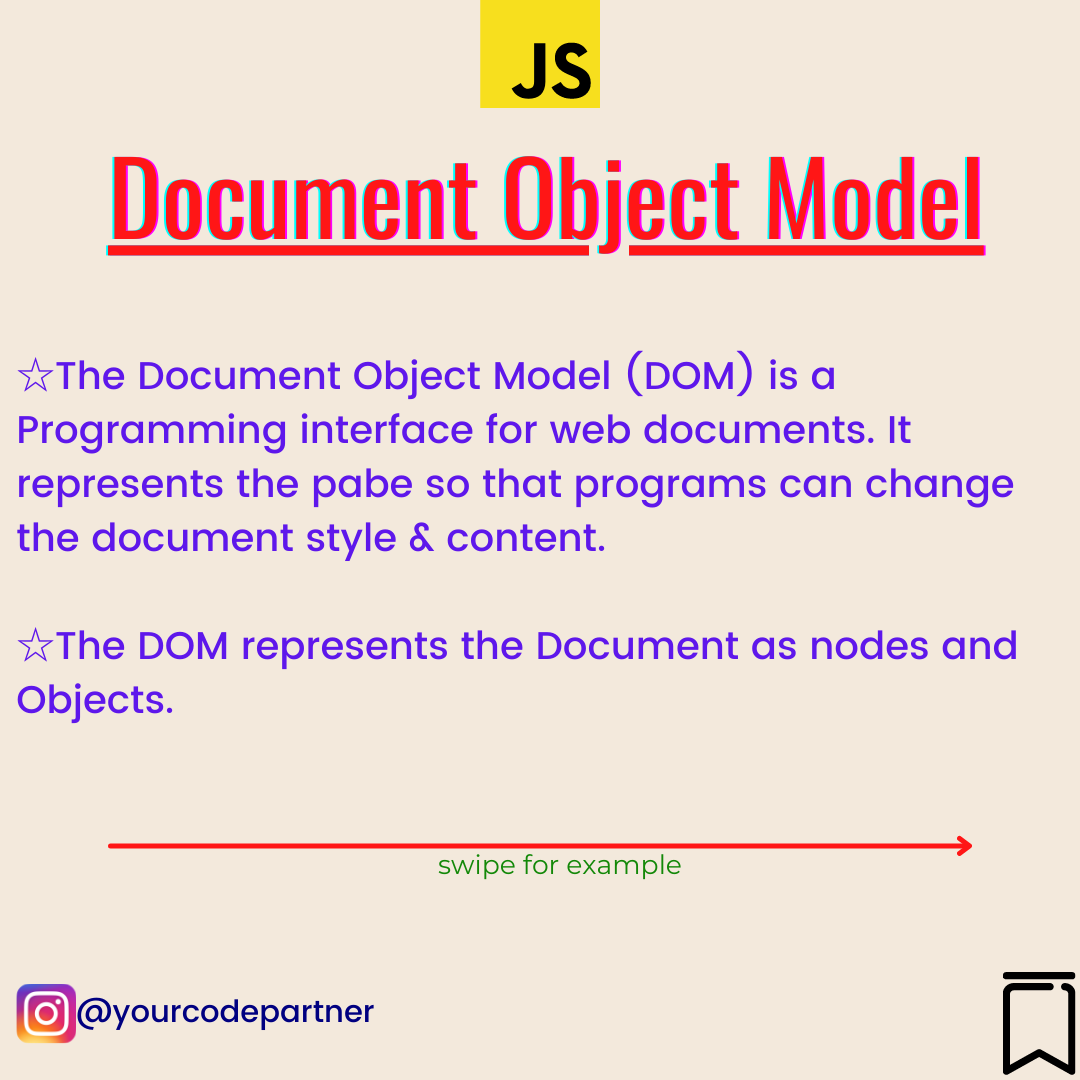 JS
Document Object Model
☆The Document Object Model (DOM) is a
Programming interface for web documents. It
represents the pabe so that programs can change
the document style & content.
☆The DOM represents the Document as nodes and
Objects.
swipe for example
@yourcodepartner